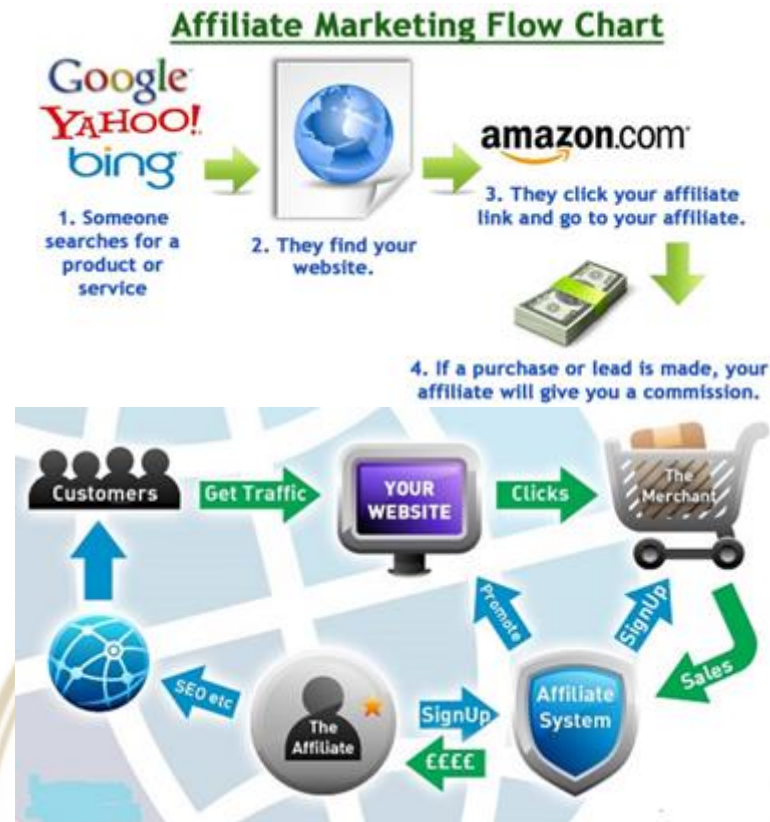 Affiliate Marketing Flow Chart
Google
YAHOO!
bing
amazon.com
1. Someone
searches for a
product or
service
2. They find your
website.
3. They click your affiliate
link and go to your affiliate.
4. If a purchase or lead is made, your
affiliate will give you a commission.
Customers
Get Traffic
YOUR
WEBSITE
Clicks
The
Merchant
Promote
SignUp
Sales
SEO etc
The
Affiliate
SignUp
££££
Affiliate
System